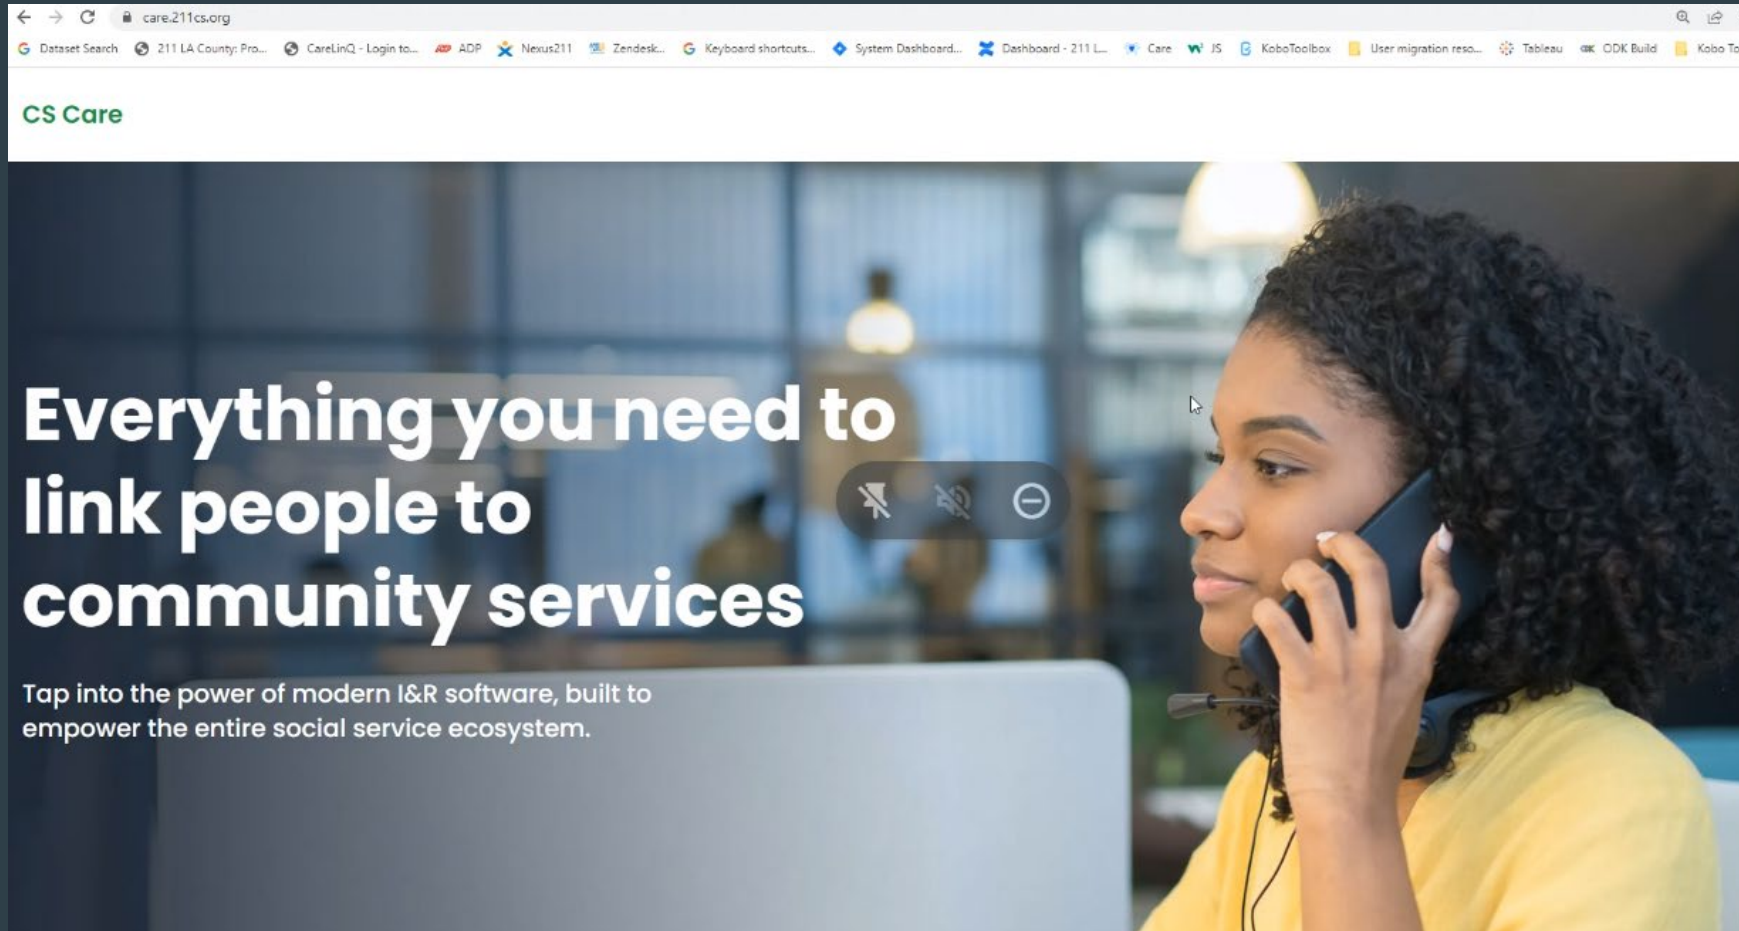 care.211cs.org
Dataset Search 211 LA County: Pro... CareLinQ - Login to... ADP Nexus211 Zendesk... Keyboard shortcuts... System Dashboard... Dashboard - 211 L... Care JS KoboToolbox User migration reso... Tableau ODK Build Kobo To
CS Care
Everything you need to
link people to
community services
Tap into the power of modern I&R software, built to
empower the entire social service ecosystem.